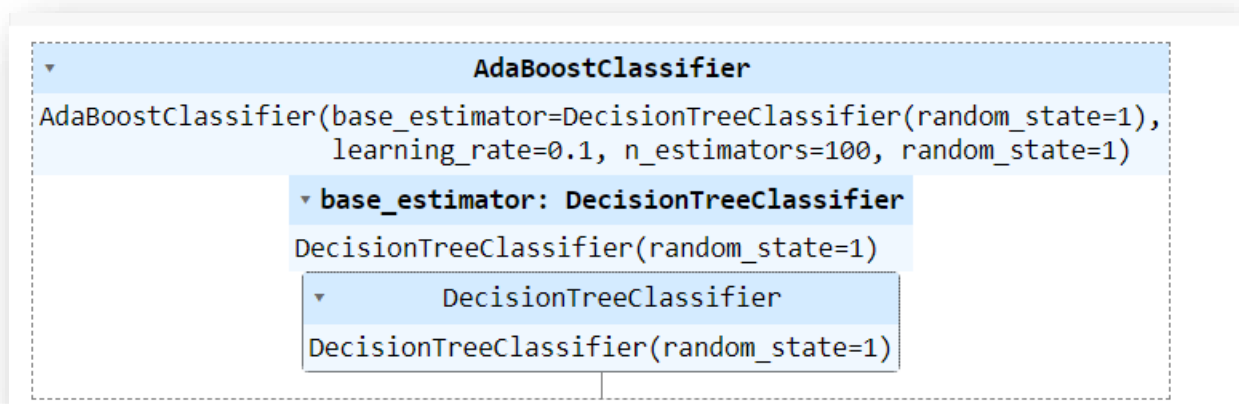 AdaBoostClassifier
AdaBoostClassifier(base_estimator=DecisionTreeClassifier(random_state=1),
learning_rate=0.1, n_estimators=100, random_state=1)
base_estimator: DecisionTreeClassifier
DecisionTreeClassifier(random_state=1)
DecisionTreeClassifier
DecisionTreeClassifier(random_state=1)